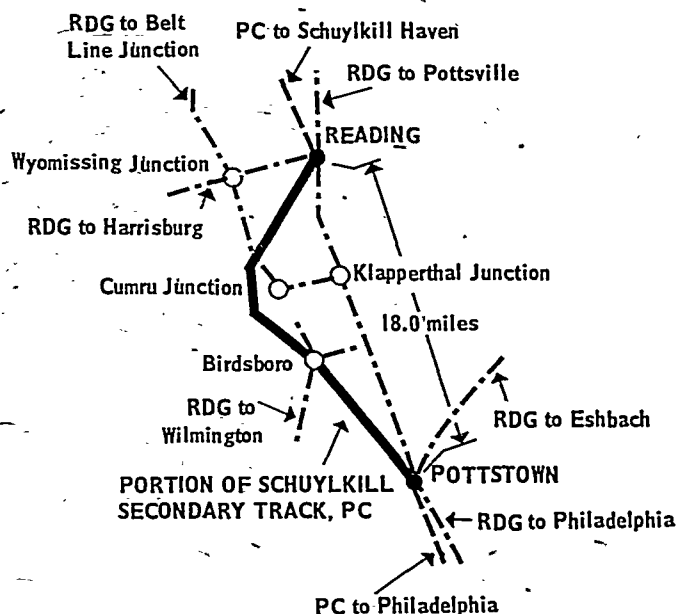 RDG to Belt
Line Junction
PC to Schuylkill Haven
RDG to Pottsville
READING
Wyomissing Junction
RDG to Harrisburg
Cumru Junction
Klapperthal Junction
18.0 miles
Birdsboro
RDG to
Wilmington
RDG to Eshbach
PORTION OF SCHUYLKILL
SECONDARY TRACK, PC
POTTSTOWN
RDG to Philadelphia
PC to Philadelphia